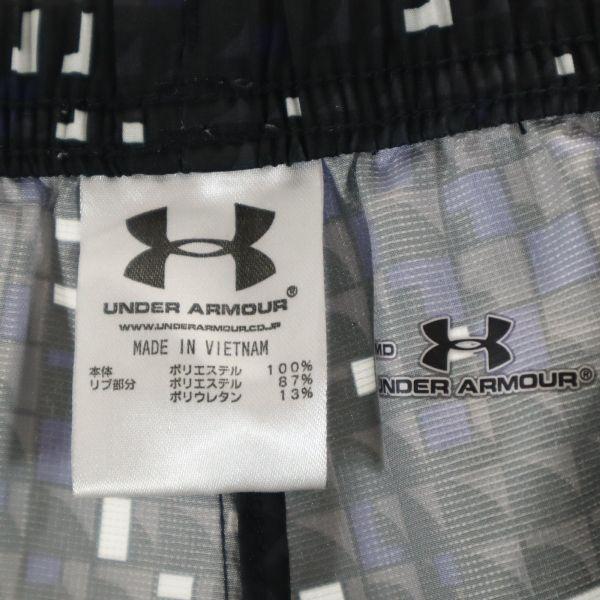 UNDER ARMOUR®
WWW.UNDERARMOUR.CO.JP
MADE IN VIETNAM
本体 ポリエステル 100%
リブ部分 ポリエステル 87%
ポリウレタン 13%
MD
UNDER ARMOUR®